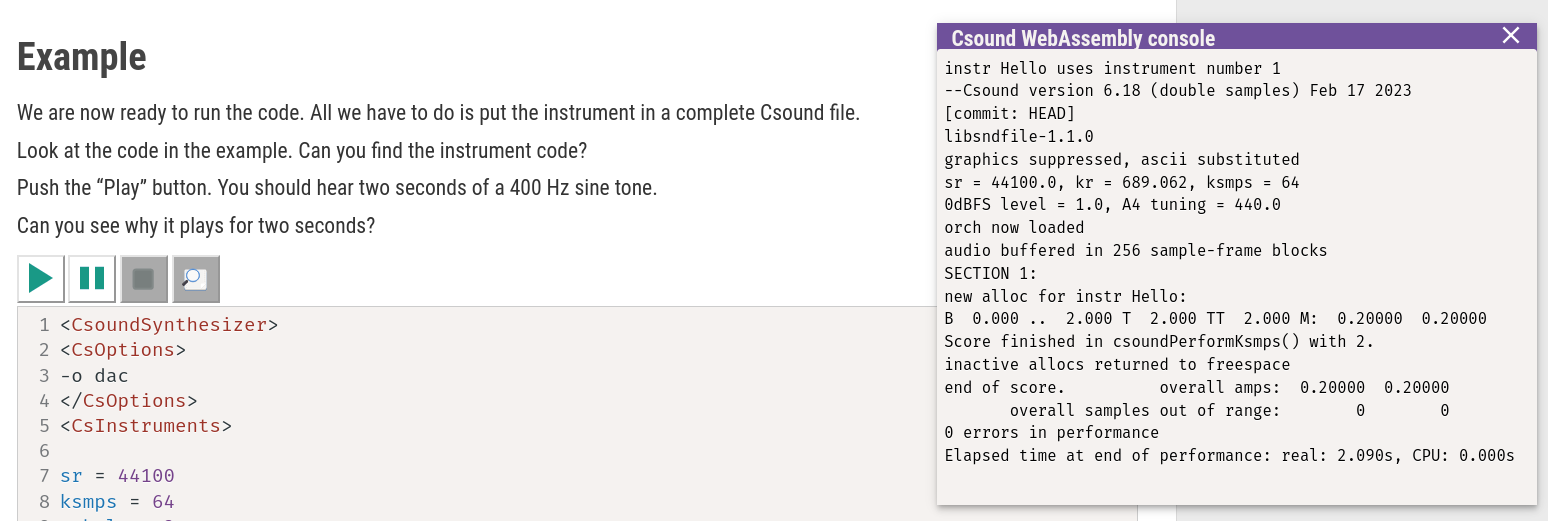 Example
We are now ready to run the code. All we have to do is put the instrument in a complete Csound file.
Look at the code in the example. Can you find the instrument code?
Push the “Play” button. You should hear two seconds of a 400 Hz sine tone.
Can you see why it plays for two seconds?
1 <CsoundSynthesizer>
2 <CsOptions>
3 -o dac
4 </CsOptions>
5 <CsInstruments>
6
7 sr = 44100
8 ksmps = 64
Csound WebAssembly console
instr Hello uses instrument number 1
--Csound version 6.18 (double samples) Feb 17 2023
[commit: HEAD]
libsndfile-1.1.0
graphics suppressed, ascii substituted
sr = 44100.0, kr = 689.062, ksmps = 64
0dBFS level = 1.0, A4 tuning = 440.0
orch now loaded
audio buffered in 256 sample-frame blocks
SECTION 1:
new alloc for instr Hello:
B  0.000 ..  2.000 T  2.000 TT  2.000 M:  0.20000  0.20000
Score finished in csoundPerformKsmps() with 2.
inactive allocs returned to freespace
end of score.          overall amps:  0.20000  0.20000
       overall samples out of range:        0        0
0 errors in performance
Elapsed time at end of performance: real: 2.090s, CPU: 0.000s